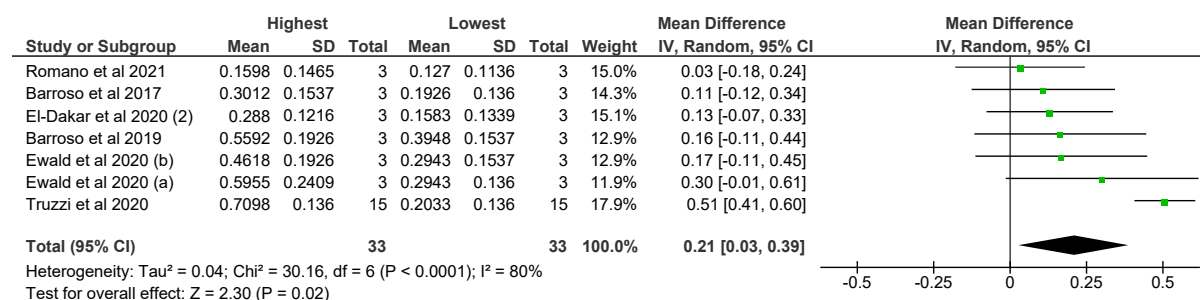 Highest Lowest Mean Difference Mean Difference
Study or Subgroup Mean SD Total Mean SD Total Weight IV, Random, 95% CI IV, Random, 95% CI
Romano et al 2021 0.1598 0.1465 3 0.127 0.1136 3 15.0% 0.03 [-0.18, 0.24]
Barroso et al 2017 0.3012 0.1537 3 0.1926 0.136 3 14.3% 0.11 [-0.12, 0.34]
El-Dakar et al 2020 (2) 0.288 0.1216 3 0.1583 0.1339 3 15.1% 0.13 [-0.07, 0.33]
Barroso et al 2019 0.5592 0.1926 3 0.3948 0.1537 3 12.9% 0.16 [-0.11, 0.44]
Ewald et al 2020 (b) 0.4618 0.1926 3 0.2943 0.1537 3 12.9% 0.17 [-0.11, 0.45]
Ewald et al 2020 (a) 0.5955 0.2409 3 0.2943 0.136 3 11.9% 0.30 [-0.01, 0.61]
Truzzi et al 2020 0.7098 0.136 15 0.2033 0.136 15 17.9% 0.51 [0.41, 0.60]
Total (95% CI) 33 33 100.0% 0.21 [0.03, 0.39]
Heterogeneity: Tau² = 0.04; Chi² = 30.16, df = 6 (P < 0.0001); I² = 80%
Test for overall effect: Z = 2.30 (P = 0.02)
-0.5 -0.25 0 0.25 0.5